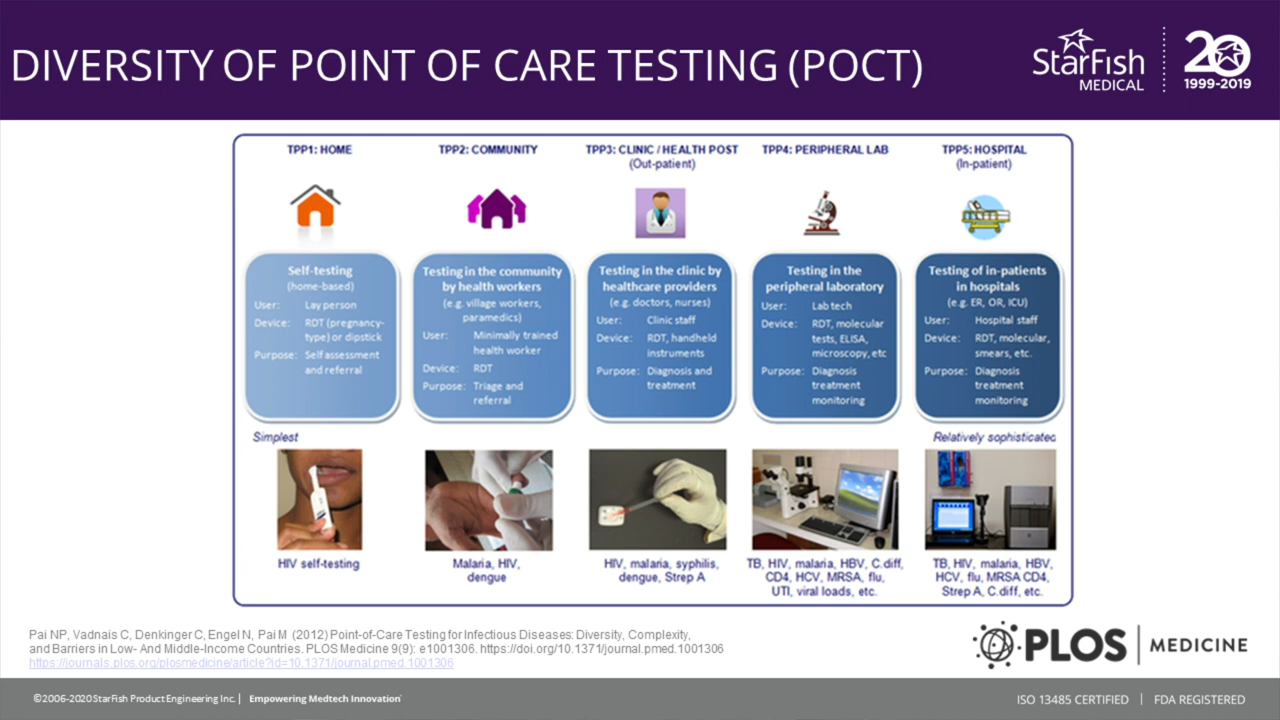 DIVERSITY OF POINT OF CARE TESTING (POCT)
StarFish
MEDICAL
20
1999-2019
TPP1: HOME
TPP2: COMMUNITY
TPP3: CLINIC / HEALTH POST
(Out-patient)
TPP4: PERIPHERAL LAB
TPP5: HOSPITAL
(In-patient)
Self-testing
(home-based)
User: Lay person
Device: RDT (pregnancy-
type) or dipstick
Purpose: Self assessment
and referral
Testing in the community
by health workers
(e.g. village workers,
paramedics)
User: Minimally trained
health worker
Device: RDT
Purpose: Triage and
referral
Testing in the clinic by
healthcare providers
(e.g. doctors, nurses)
User: Clinic staff
Device: RDT, handheld
instruments
Purpose: Diagnosis and
treatment
Testing in the
peripheral laboratory
User: Lab tech
Device: RDT, molecular
tests, ELISA,
microscopy, etc
Purpose: Diagnosis
treatment
monitoring
Testing of in-patients
in hospitals
(e.g. ER, OR, ICU)
User: Hospital staff
Device: RDT, molecular,
smears, etc.
Purpose: Diagnosis
treatment
monitoring
Simplest
Relatively sophisticated
HIV self-testing
Malaria, HIV,
dengue
HIV, malaria, syphilis,
dengue, Strep A
TB, HIV, malaria, HBV, C.diff,
CD4, HCV, MRSA, flu,
UTI, viral loads, etc.
TB, HIV, malaria, HBV,
HCV, flu, MRSA CD4,
Strep A, C.diff, etc.
Pai NP, Vadnais C, Denkinger C, Engel N, Pai M (2012) Point-of-Care Testing for Infectious Diseases: Diversity, Complexity,
and Barriers in Low- And Middle-Income Countries. PLOS Medicine 9(9): e1001306. https://doi.org/10.1371/journal.pmed.1001306
https://journals.plos.org/plosmedicine/article?id=10.1371/journal.pmed.1001306
PLOS | MEDICINE
©2006-2020 StarFish Product Engineering Inc. | Empowering Medtech Innovation
ISO 13485 CERTIFIED | FDA REGISTERED